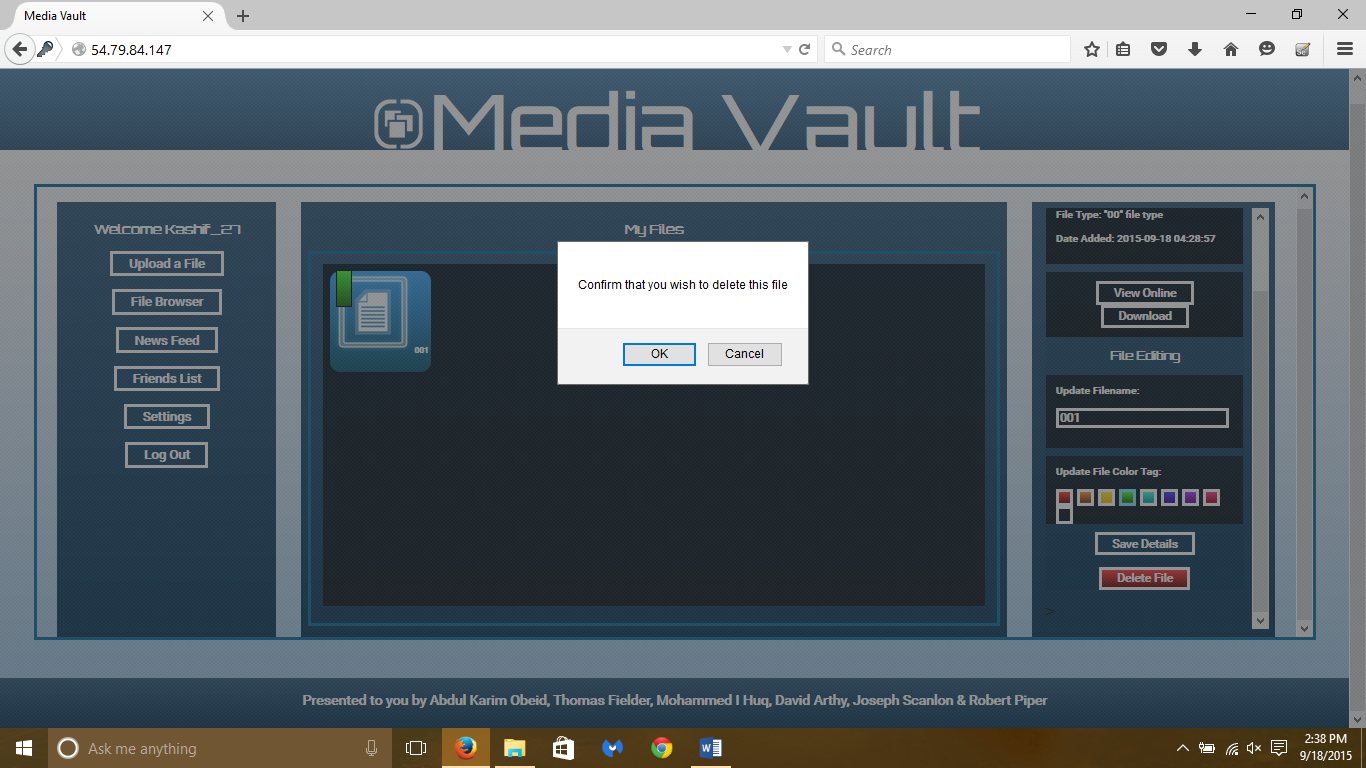 Media Vault
54.79.84.147
Search
Media Vault
Welcome Kashif_27
Upload a File
File Browser
News Feed
Friends List
Settings
Log Out
My Files
001
Confirm that you wish to delete this file
OK
Cancel
File Type: "00" file type
Date Added: 2015-09-18 04:28:57
View Online
Download
File Editing
Update Filename:
001
Update File Color Tag:
Save Details
Delete File
>
Presented to you by Abdul Karim Obeid, Thomas Fielder, Mohammed I Huq, David Arthy, Joseph Scanlon & Robert Piper
Ask me anything
2:38 PM
9/18/2015